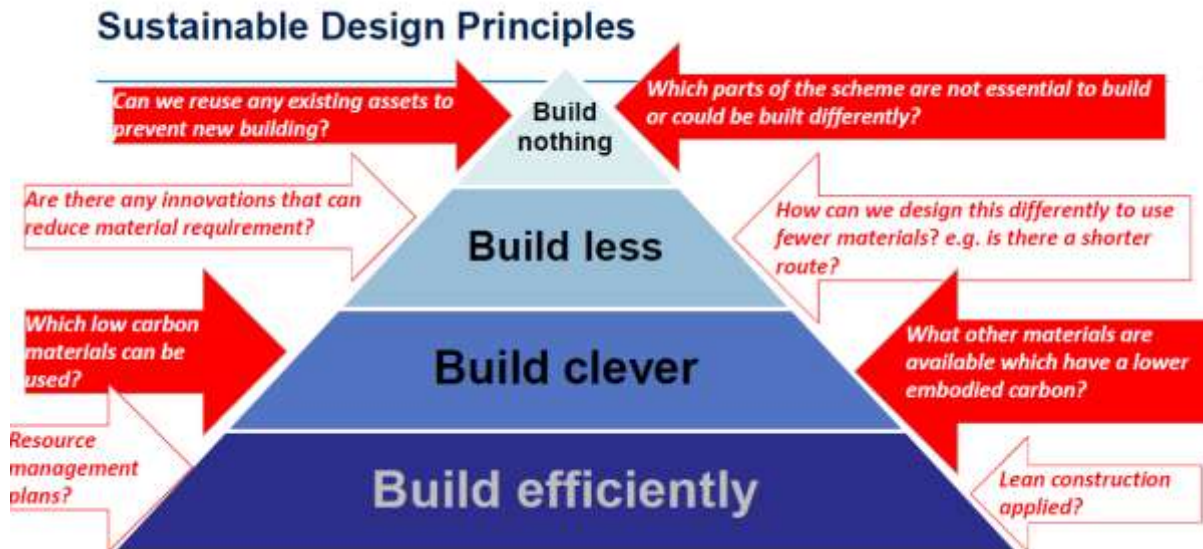 Sustainable Design Principles
Can we reuse any existing assets to
prevent new building?
Build
nothing
Which parts of the scheme are not essential to build
or could be built differently?
Are there any innovations that can
reduce material requirement?
Build less
How can we design this differently to use
fewer materials? e.g. is there a shorter
route?
Which low carbon
materials can be
used?
Build clever
What other materials are
available which have a lower
embodied carbon?
Resource
management
plans?
Build efficiently
Lean construction
applied?